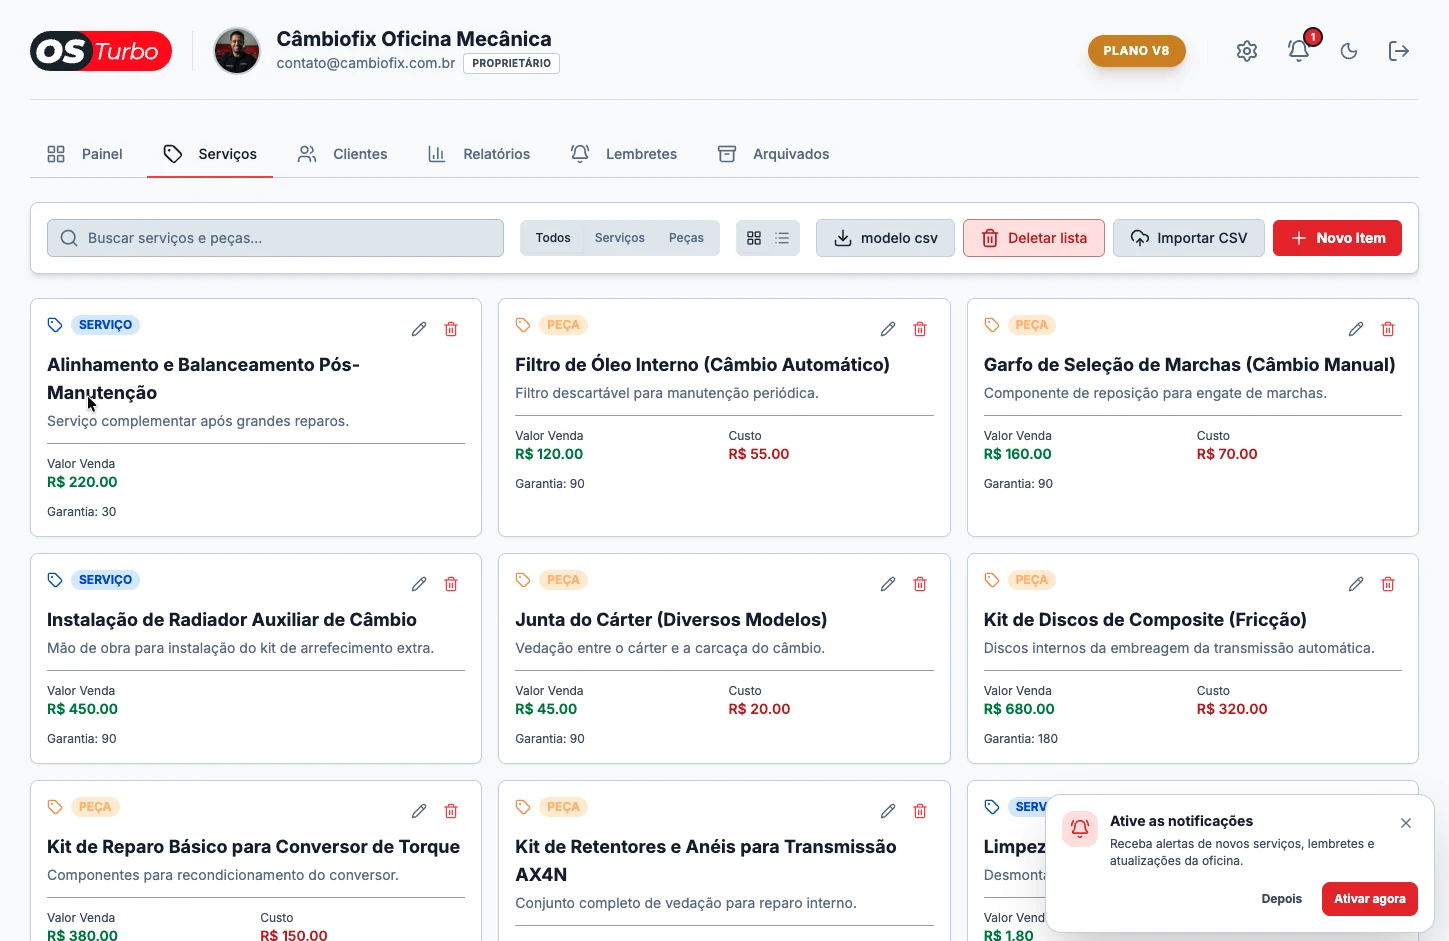 OS Turbo
Câmbiofix Oficina Mecânica
contato@cambiofix.com.br PROPRIETÁRIO
PLANO V8
1
Painel
Serviços
Clientes
Relatórios
Lembretes
Arquivados
Buscar serviços e peças...
Todos
Serviços
Peças
modelo csv
Deletar lista
Importar CSV
Novo Item
SERVIÇO
Alinhamento e Balanceamento Pós-
Manutenção
Serviço complementar após grandes reparos.
Valor Venda
R$ 220.00
Garantia: 30
PEÇA
Filtro de Óleo Interno (Câmbio Automático)
Filtro descartável para manutenção periódica.
Valor Venda Custo
R$ 120.00 R$ 55.00
Garantia: 90
PEÇA
Garfo de Seleção de Marchas (Câmbio Manual)
Componente de reposição para engate de marchas.
Valor Venda Custo
R$ 160.00 R$ 70.00
Garantia: 90
SERVIÇO
Instalação de Radiador Auxiliar de Câmbio
Mão de obra para instalação do kit de arrefecimento extra.
Valor Venda
R$ 450.00
Garantia: 90
PEÇA
Junta do Cárter (Diversos Modelos)
Vedação entre o cárter e a carcaça do câmbio.
Valor Venda Custo
R$ 45.00 R$ 20.00
Garantia: 90
PEÇA
Kit de Discos de Composite (Fricção)
Discos internos da embreagem da transmissão automática.
Valor Venda Custo
R$ 680.00 R$ 320.00
Garantia: 180
PEÇA
Kit de Reparo Básico para Conversor de Torque
Componentes para recondicionamento do conversor.
Valor Venda Custo
R$ 380.00 R$ 150.00
PEÇA
Kit de Retentores e Anéis para Transmissão
AX4N
Conjunto completo de vedação para reparo interno.
SERV
Limpez
Desmonta
Valor Vend
R$ 1.80
Ative as notificações
Receba alertas de novos serviços, lembretes e
atualizações da oficina.
Depois
Ativar agora